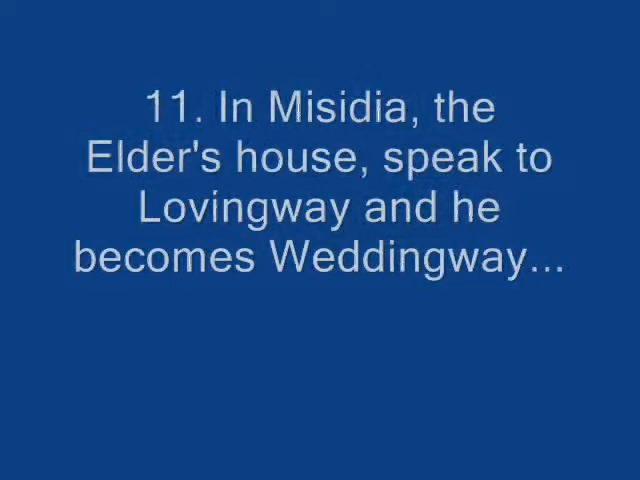 11. In Misidia, the
Elder's house, speak to
Lovingway and he
becomes Weddingway...